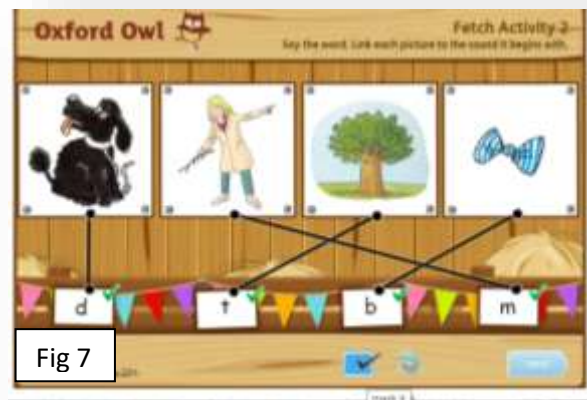 Oxford Owl
Fetch Activity 2
Say the word. Link each picture to the sound it begins with.
d
t
b
m
Fig 7